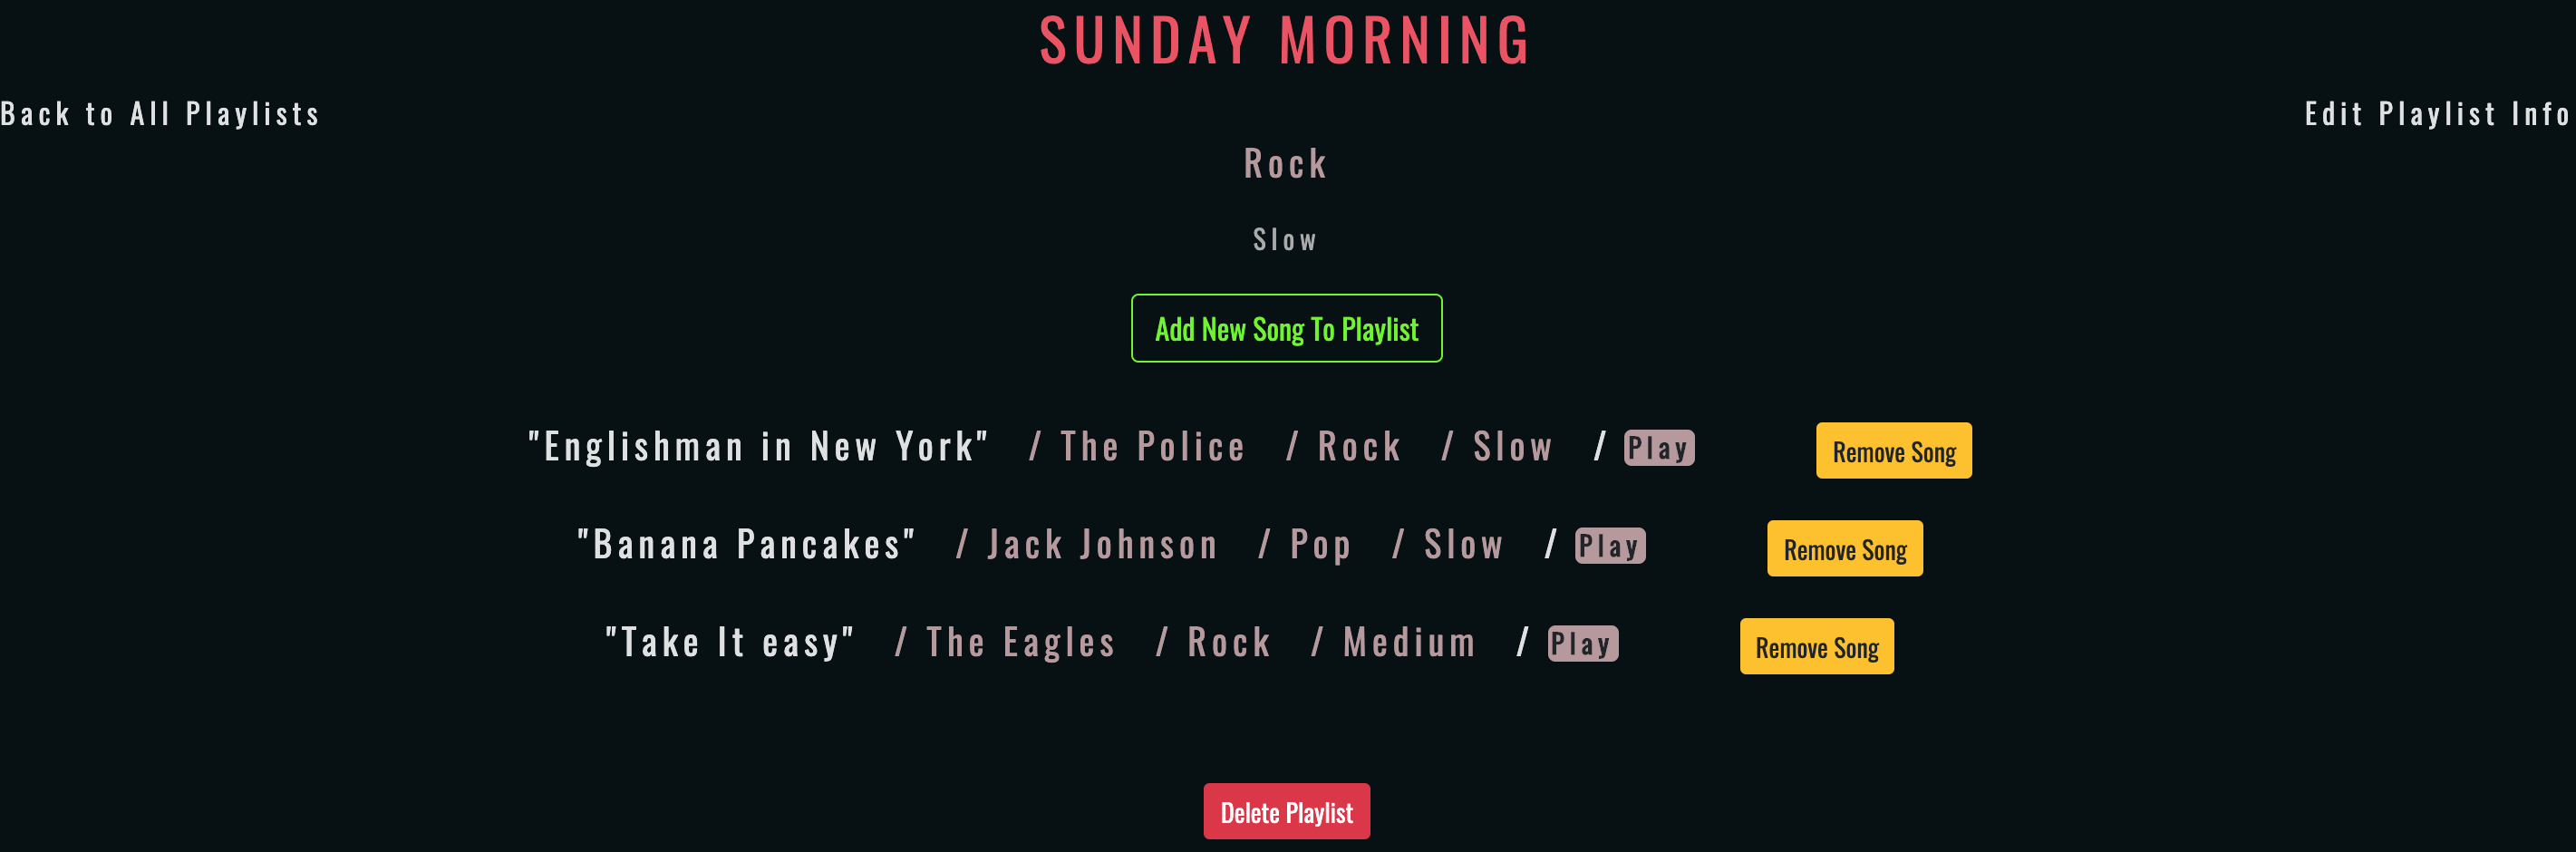 SUNDAY MORNING
Back to All Playlists Edit Playlist Info
Rock
Slow
Add New Song To Playlist
"Englishman in New York" / The Police / Rock / Slow / Play Remove Song
"Banana Pancakes" / Jack Johnson / Pop / Slow / Play Remove Song
"Take It easy" / The Eagles / Rock / Medium / Play Remove Song
Delete Playlist